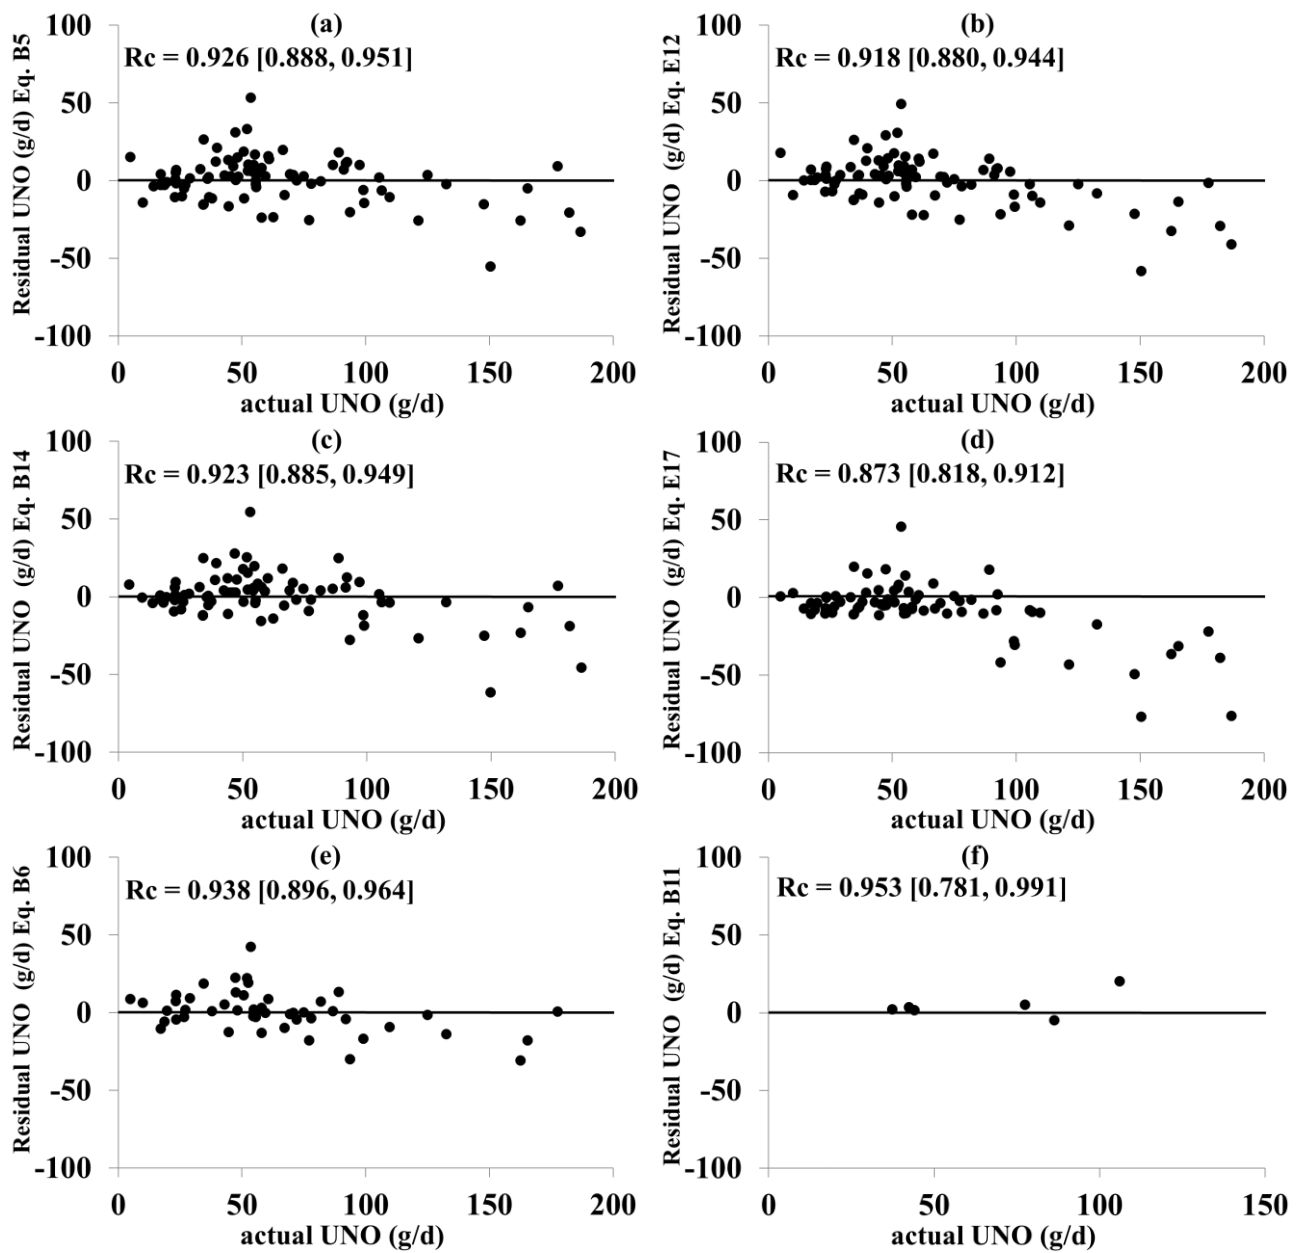 (a)
Rc = 0.926 [0.888, 0.951]
Residual UNO (g/d) Eq. B5
100
50
0
-50
-100
0 50 100 150 200
actual UNO (g/d)
(b)
Rc = 0.918 [0.880, 0.944]
Residual UNO (g/d) Eq. E12
100
50
0
-50
-100
0 50 100 150 200
actual UNO (g/d)
(c)
Rc = 0.923 [0.885, 0.949]
Residual UNO (g/d) Eq. B14
100
50
0
-50
-100
0 50 100 150 200
actual UNO (g/d)
(d)
Rc = 0.873 [0.818, 0.912]
Residual UNO (g/d) Eq. E17
100
50
0
-50
-100
0 50 100 150 200
actual UNO (g/d)
(e)
Rc = 0.938 [0.896, 0.964]
Residual UNO (g/d) Eq. B6
100
50
0
-50
-100
0 50 100 150 200
actual UNO (g/d)
(f)
Rc = 0.953 [0.781, 0.991]
Residual UNO (g/d) Eq. B11
100
50
0
-50
-100
0 50 100 150
actual UNO (g/d)